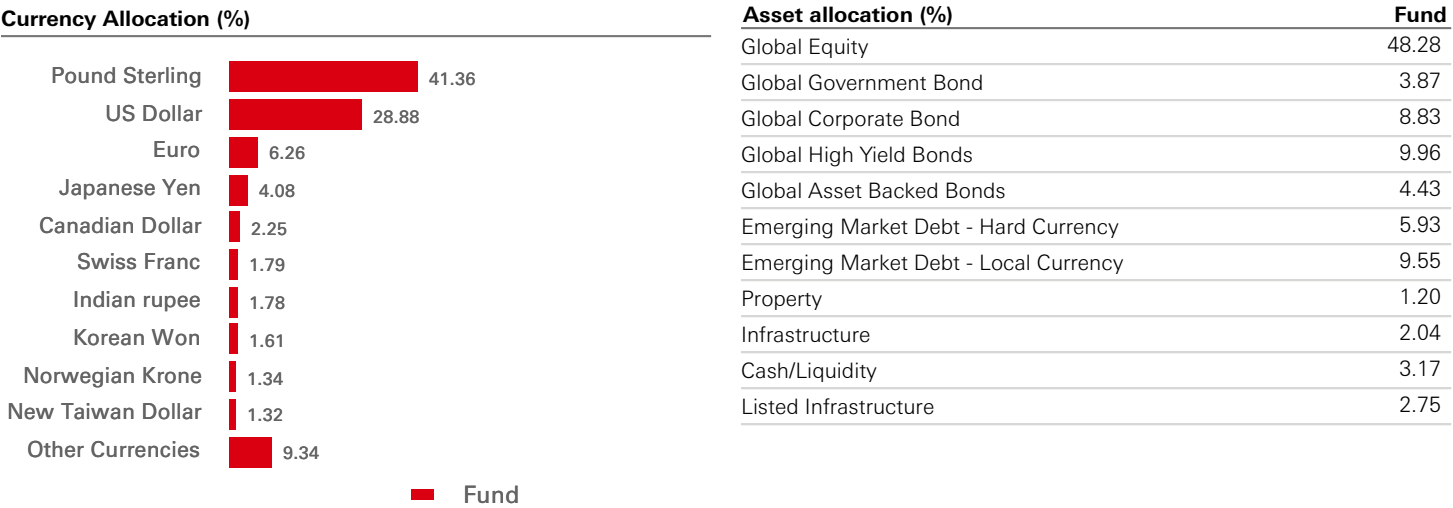 Currency Allocation (%)
Pound Sterling 41.36
US Dollar 28.88
Euro 6.26
Japanese Yen 4.08
Canadian Dollar 2.25
Swiss Franc 1.79
Indian rupee 1.78
Korean Won 1.61
Norwegian Krone 1.34
New Taiwan Dollar 1.32
Other Currencies 9.34
Fund
Asset allocation (%) Fund
Global Equity 48.28
Global Government Bond 3.87
Global Corporate Bond 8.83
Global High Yield Bonds 9.96
Global Asset Backed Bonds 4.43
Emerging Market Debt - Hard Currency 5.93
Emerging Market Debt - Local Currency 9.55
Property 1.20
Infrastructure 2.04
Cash/Liquidity 3.17
Listed Infrastructure 2.75